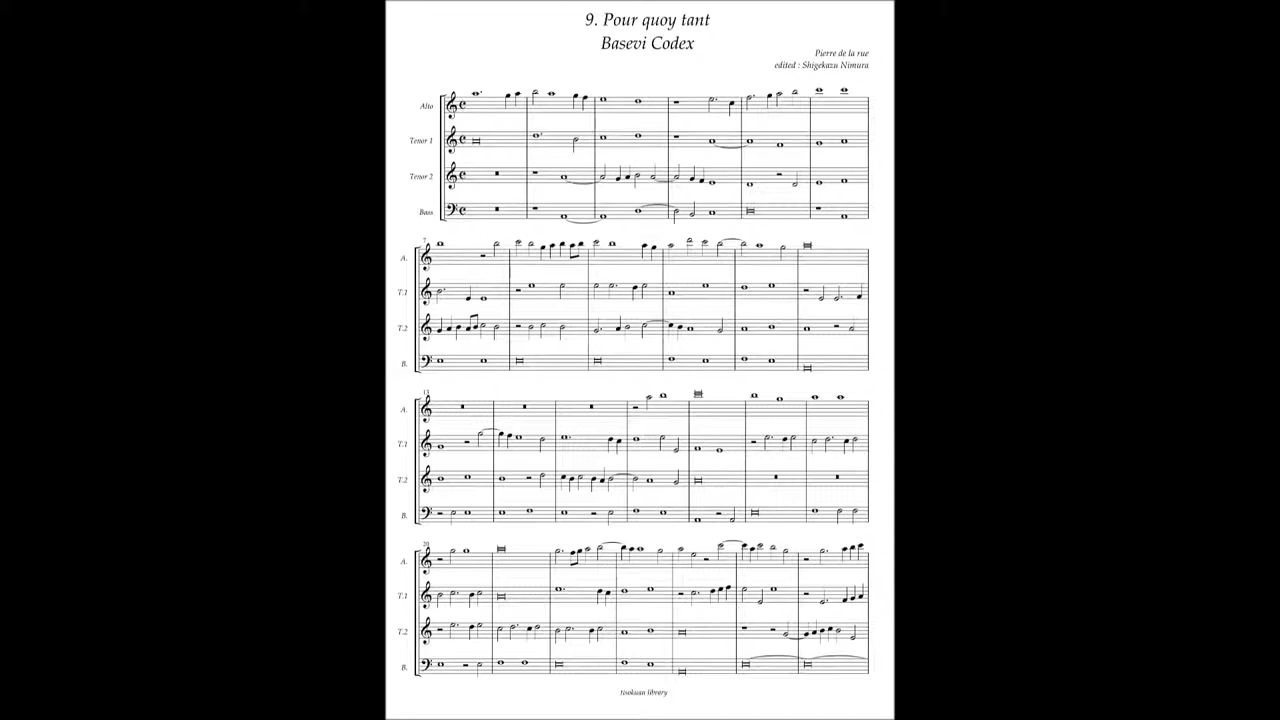 9. Pour quoy tant
Basevi Codex
Pierre de la rue
edited : Shigekazu Nimura
Alto
Tenor 1
Tenor 2
Bass
7
A.
T.1
T.2
B.
13
A.
T.1
T.2
B.
20
A.
T.1
T.2
B.
Tisokuan library